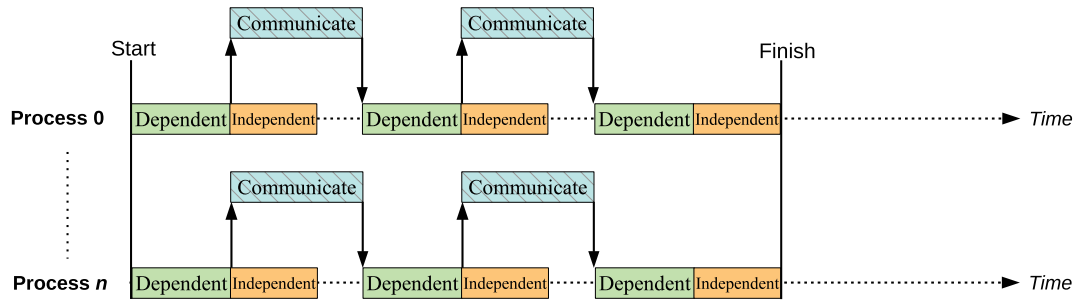 Communicate Communicate
Start Finish
Process 0 Dependent Independent Dependent Independent Dependent Independent Time
Communicate Communicate
Process n Dependent Independent Dependent Independent Dependent Independent Time